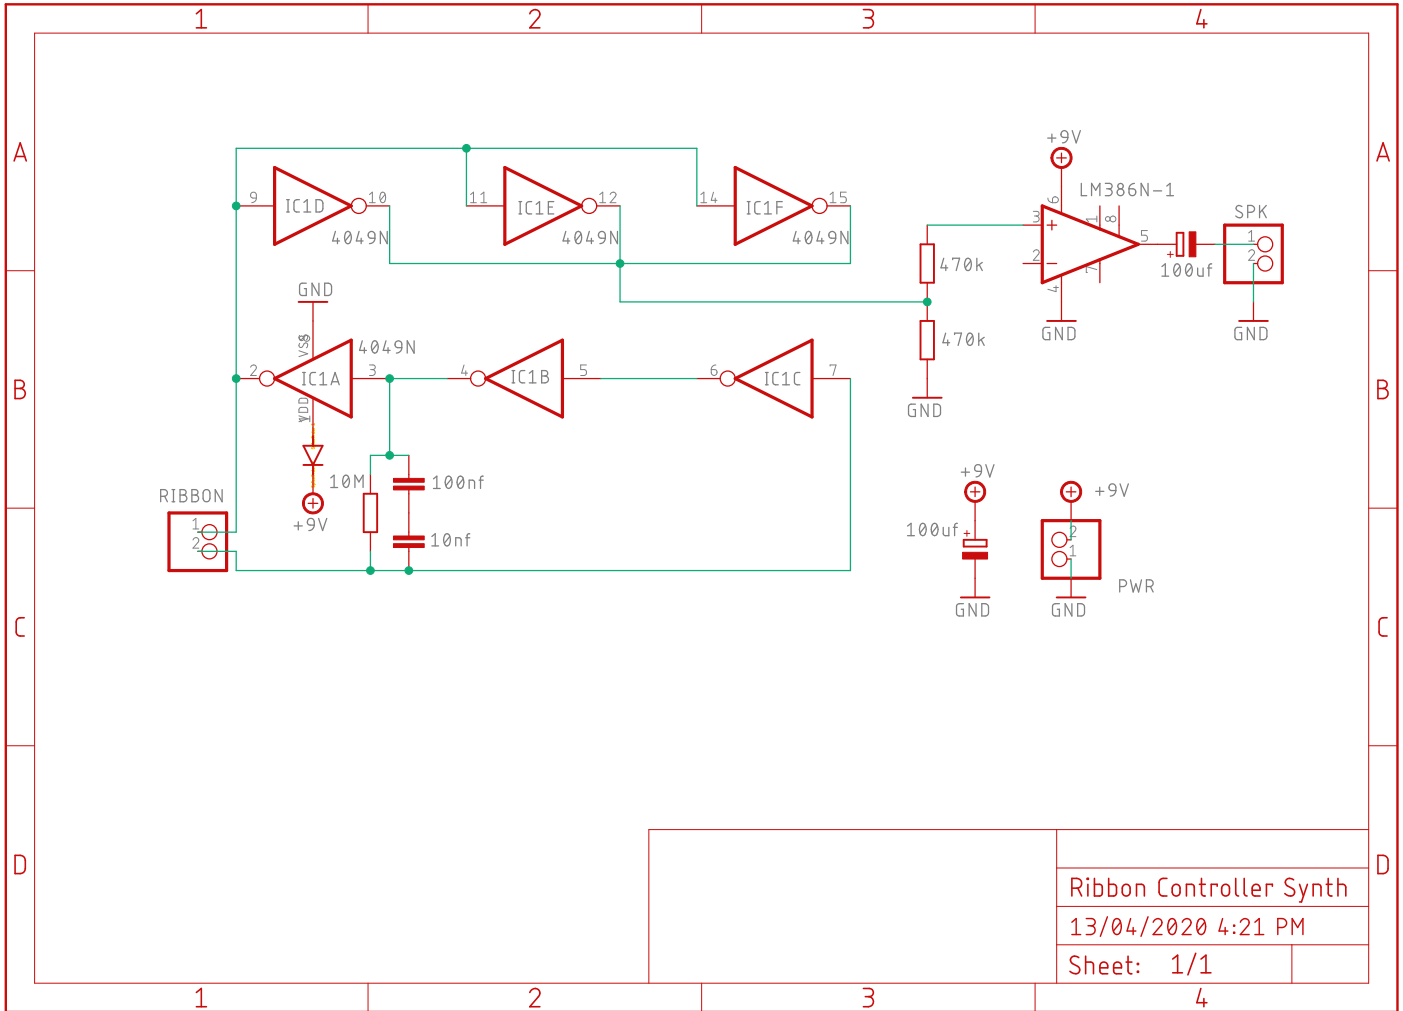 1 2 3 4
A A
+9V
LM386N-1
9 IC1D 10
11 IC1E 12
14 IC1F 15
6
1 8
SPK
3 +
4049N
4049N
4049N
5
1
2
2 -
470k
7
100uf
+
4
GND
GND
GND
470k
VSS 8
4049N
2 IC1A 3
4 IC1B 5
6 IC1C 7
B B
GND
VDD 1
+9V
10M
100nf
+9V
+9V
RIBBON
1
2
+9V
10nf
100uf +
2
1
PWR
GND
GND
C C
D D
Ribbon Controller Synth
13/04/2020 4:21 PM
Sheet: 1/1
1 2 3 4